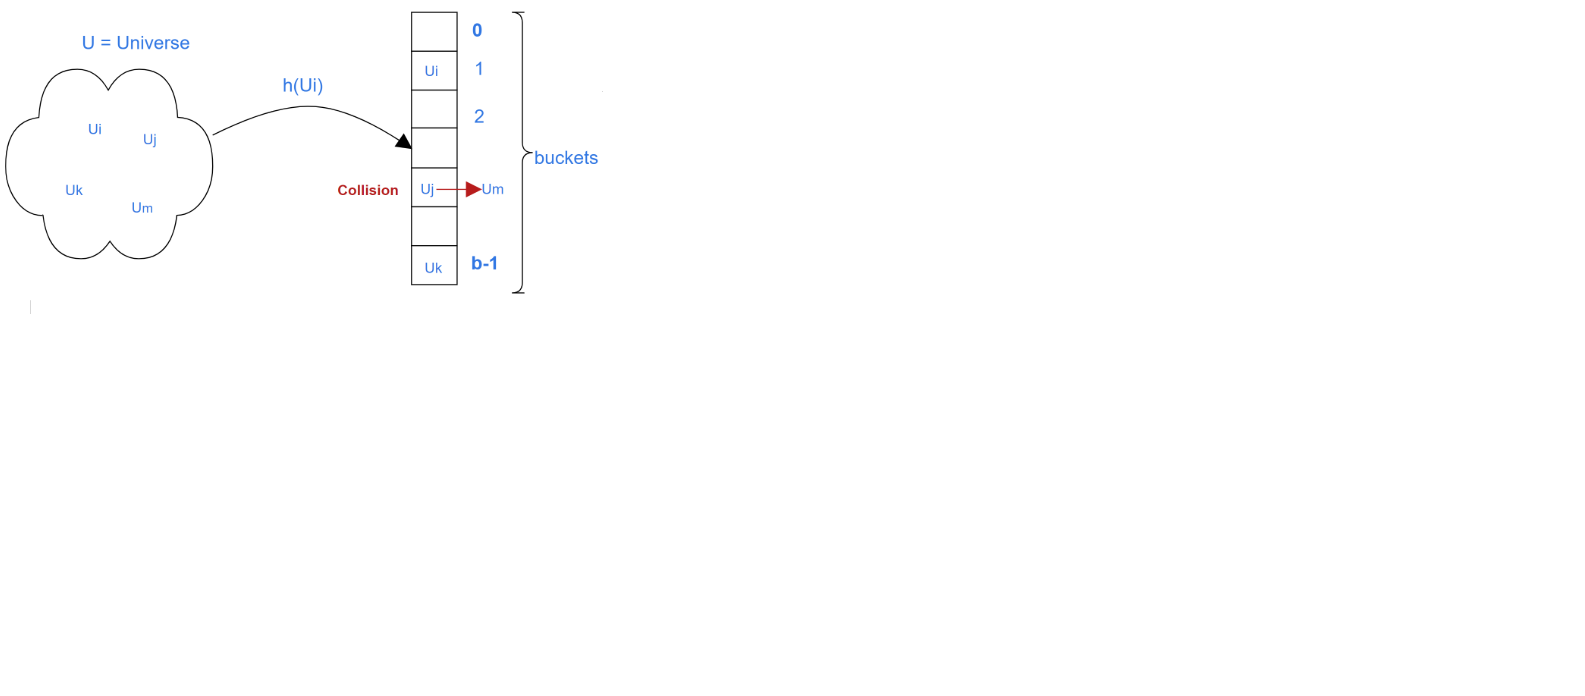 U = Universe
Ui
Uj
Uk
Um
h(Ui)
0
Ui
1
2
Collision
Uj
Um
Uk
b-1
buckets